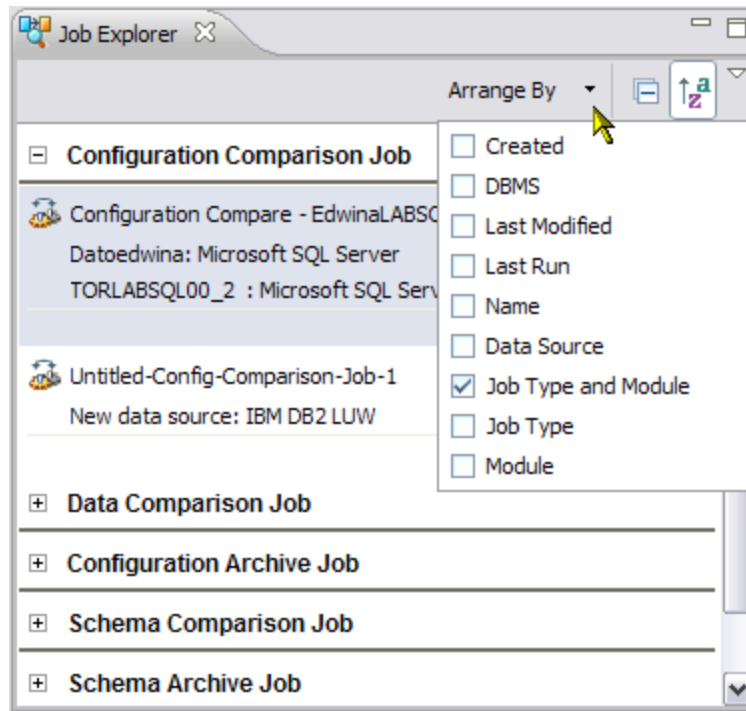 Job Explorer
Arrange By
a
z
Created
DBMS
Last Modified
Last Run
Name
Data Source
Job Type and Module
Job Type
Module
Configuration Comparison Job
Configuration Compare - EdwinaLABSQ
Datoedwina: Microsoft SQL Server
TORLABSQL00_2 : Microsoft SQL Serv
Untitled-Config-Comparison-Job-1
New data source: IBM DB2 LUW
Data Comparison Job
Configuration Archive Job
Schema Comparison Job
Schema Archive Job